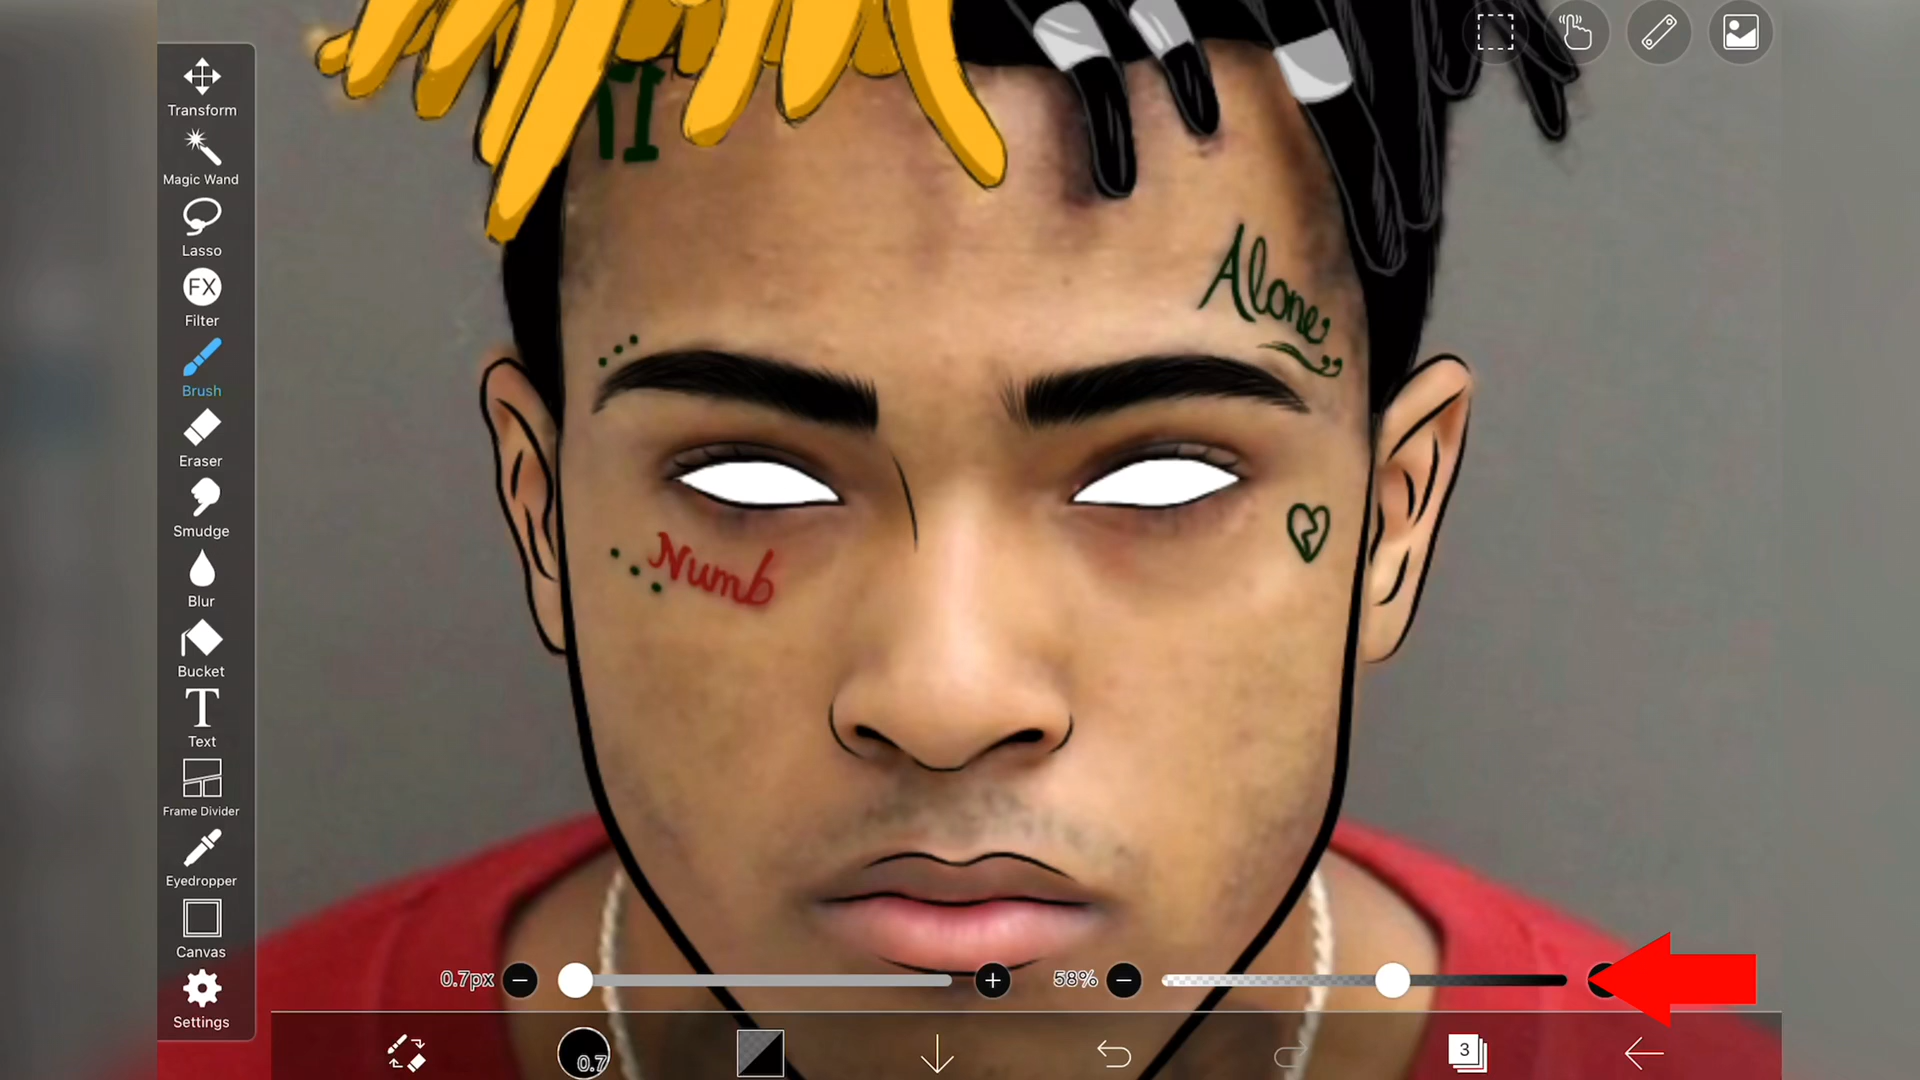 Transform
Magic Wand
Lasso
FX
Filter
Brush
Eraser
Smudge
Blur
Bucket
T
Text
Frame Divider
Eyedropper
Canvas
Settings
TI
Alone
Numb
0.7px
58%
0.7
3